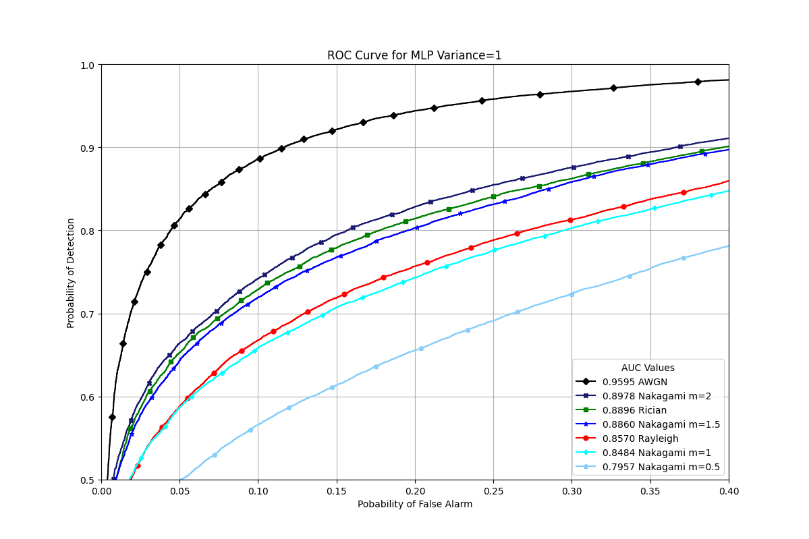 ROC Curve for MLP Variance=1
Probability of Detection
1.0
0.9
0.8
0.7
0.6
0.5
0.00 0.05 0.10 0.15 0.20 0.25 0.30 0.35 0.40
Pobability of False Alarm
AUC Values
0.9595 AWGN
0.8978 Nakagami m=2
0.8896 Rician
0.8860 Nakagami m=1.5
0.8570 Rayleigh
0.8484 Nakagami m=1
0.7957 Nakagami m=0.5